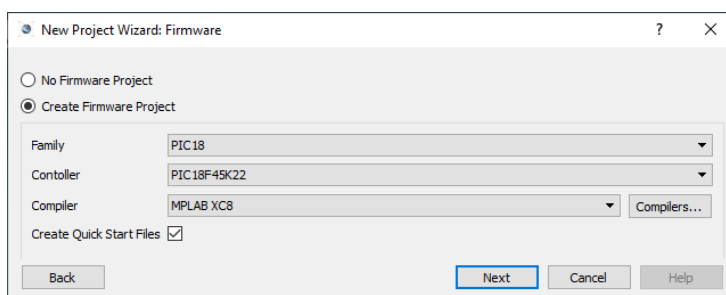 New Project Wizard: Firmware
No Firmware Project
Create Firmware Project
Family PIC18
Contoller PIC18F45K22
Compiler MPLAB XC8 Compilers...
Create Quick Start Files
Back Next Cancel Help